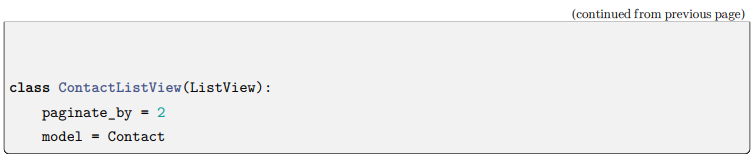 (continued from previous page)
class ContactListView(ListView):
    paginate_by = 2
    model = Contact